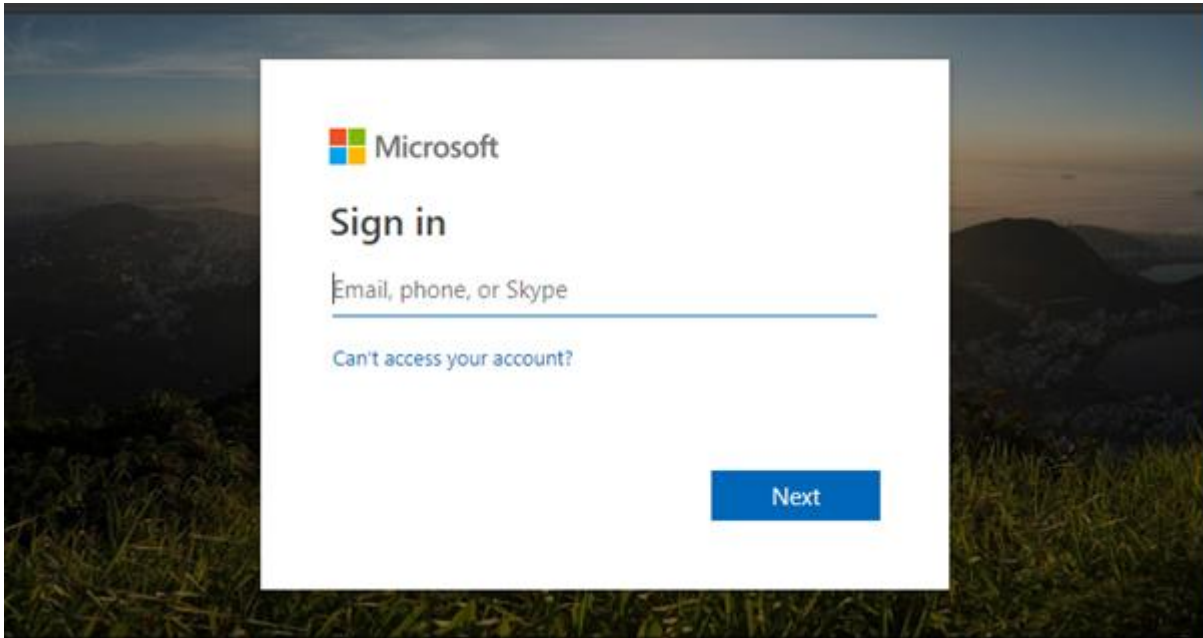 Microsoft
Sign in
Email, phone, or Skype
Can't access your account?
Next